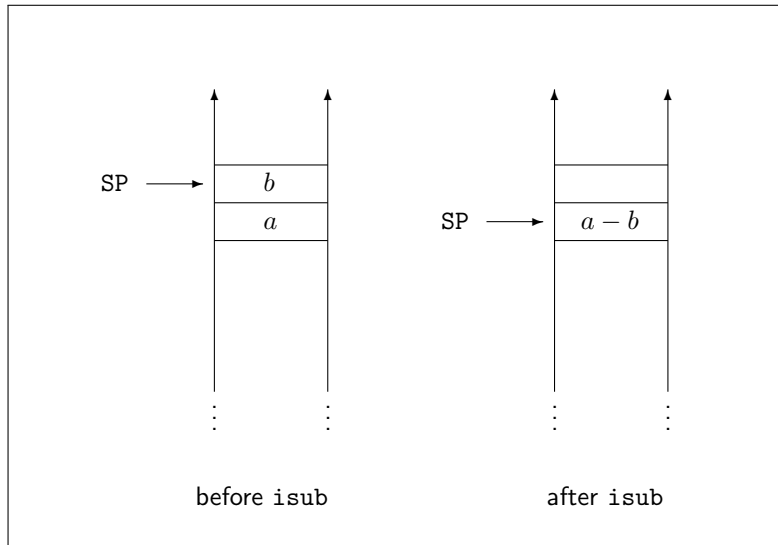 SP b
a
SP a − b
⋮ ⋮ ⋮ ⋮
before isub after isub